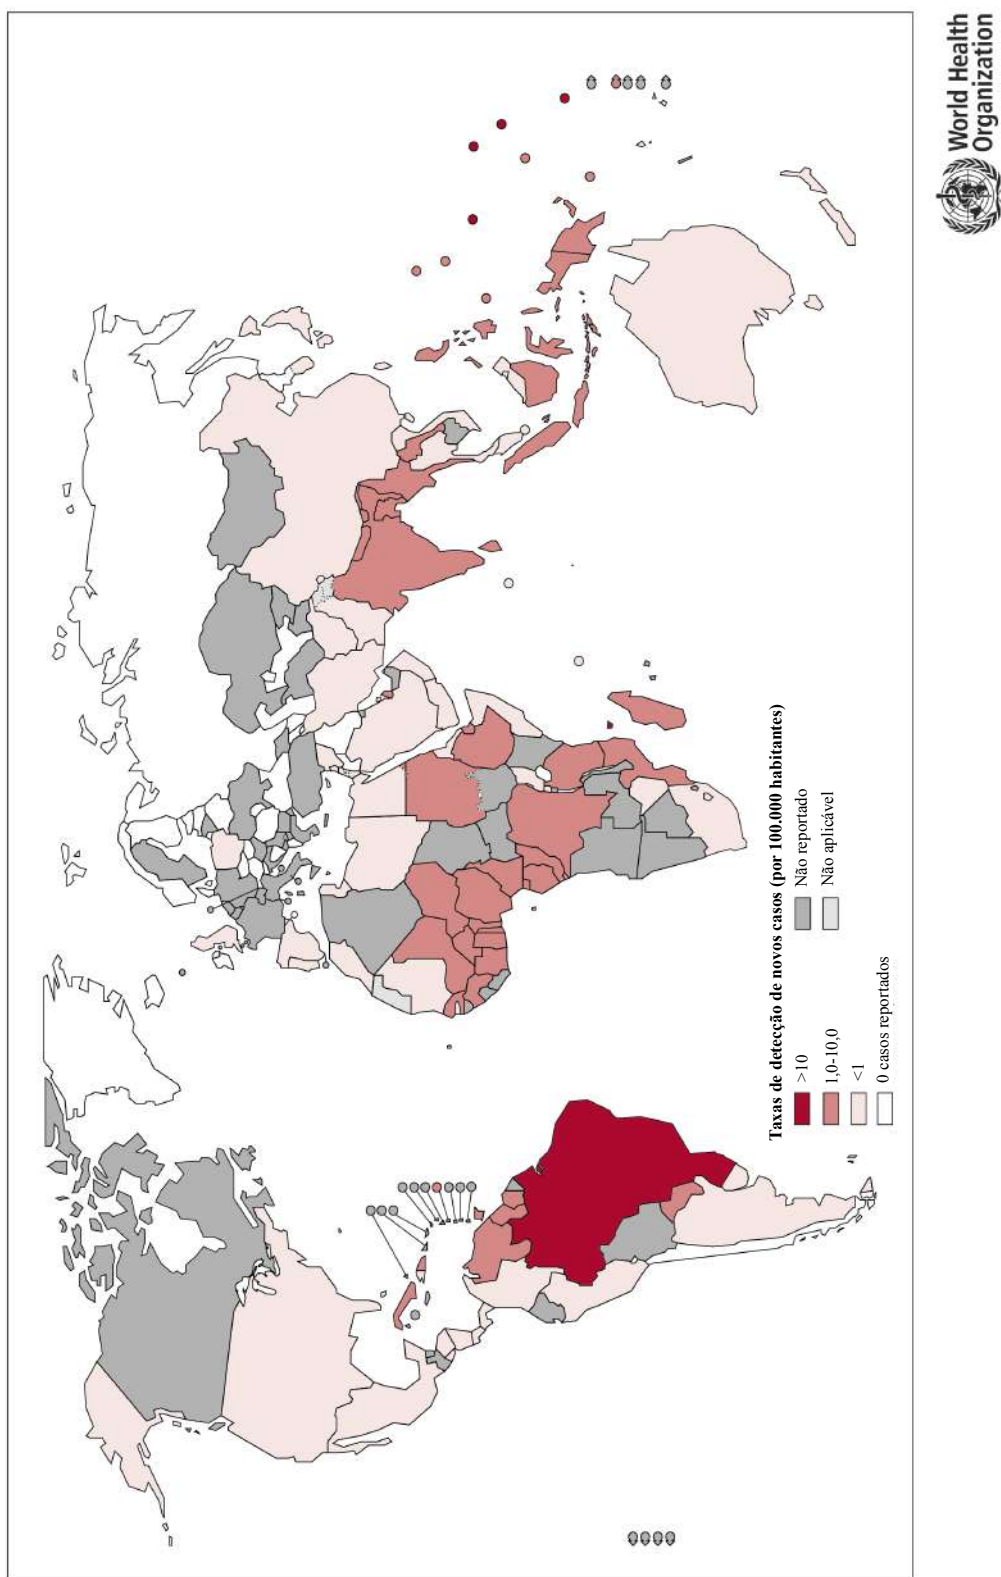 World Health
Organization
Taxas de detecção de novos casos (por 100.000 habitantes)
>10
1,0-10,0
<1
0 casos reportados
Não reportado
Não aplicável